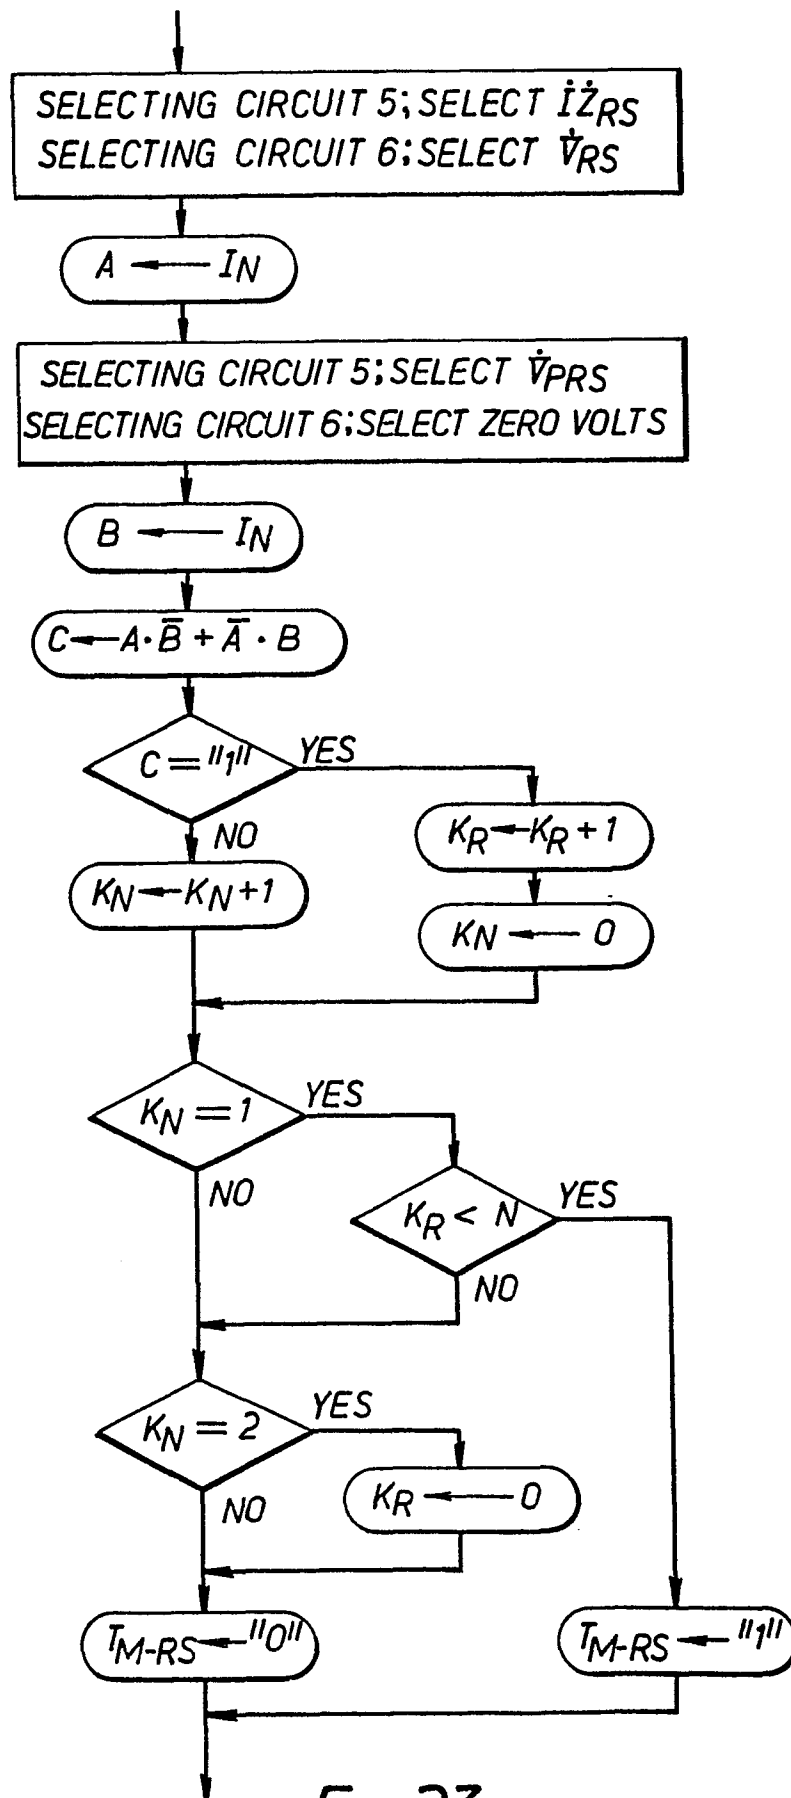 SELECTING CIRCUIT 5; SELECT İŻRS
SELECTING CIRCUIT 6; SELECT V̇RS
A ← IN
SELECTING CIRCUIT 5; SELECT V̇PRS
SELECTING CIRCUIT 6; SELECT ZERO VOLTS
B ← IN
C ← A · B̅ + A̅ · B
C = "1"
YES
NO
KR ← KR + 1
KN ← KN + 1
KN ← 0
KN = 1
YES
NO
KR < N
YES
NO
KN = 2
YES
NO
KR ← 0
TM-RS ← "0"
TM-RS ← "1"